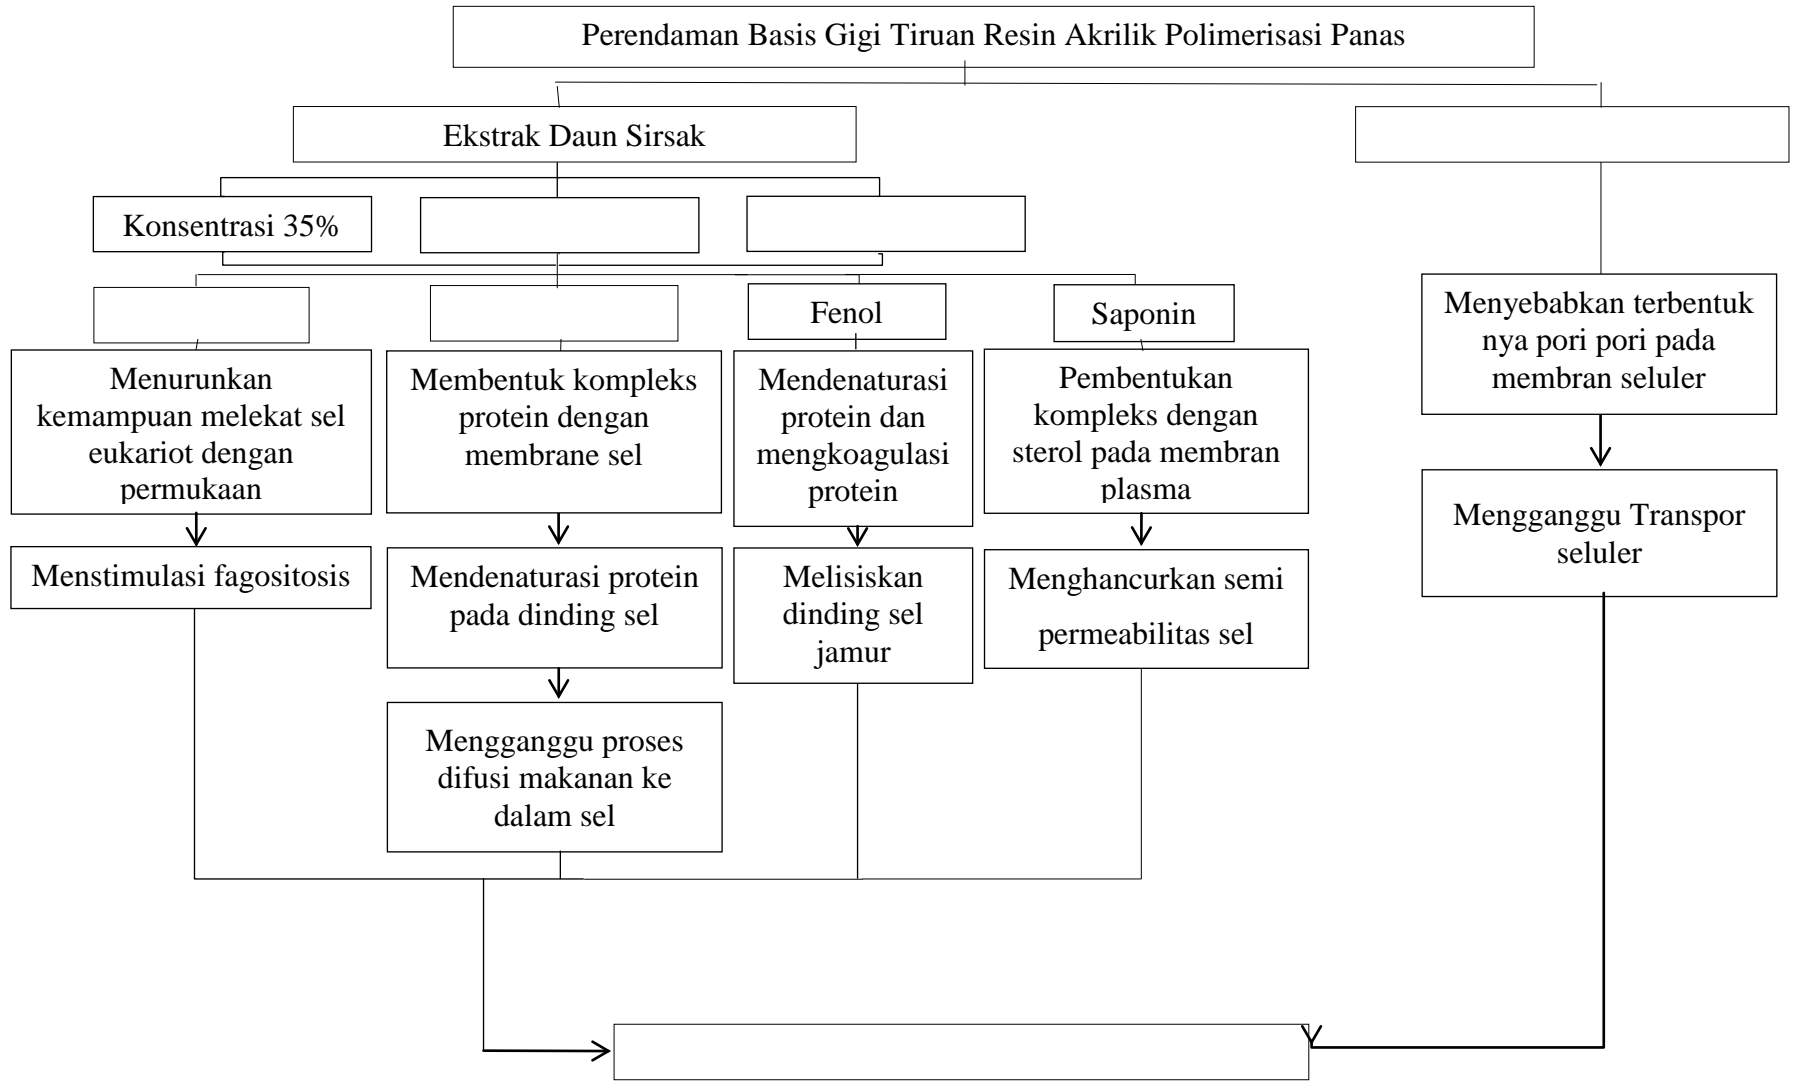 Perendaman Basis Gigi Tiruan Resin Akrilik Polimerisasi Panas
Ekstrak Daun Sirsak
Konsentrasi 35%
Fenol
Saponin
Menurunkan
kemampuan melekat sel
eukariot dengan
permukaan
Membentuk kompleks
protein dengan
membrane sel
Mendenaturasi
protein dan
mengkoagulasi
protein
Pembentukan
kompleks dengan
sterol pada membran
plasma
Menyebabkan terbentuk
nya pori pori pada
membran seluler
Menstimulasi fagositosis
Mendenaturasi protein
pada dinding sel
Melisiskan
dinding sel
jamur
Menghancurkan semi
permeabilitas sel
Mengganggu Transpor
seluler
Mengganggu proses
difusi makanan ke
dalam sel